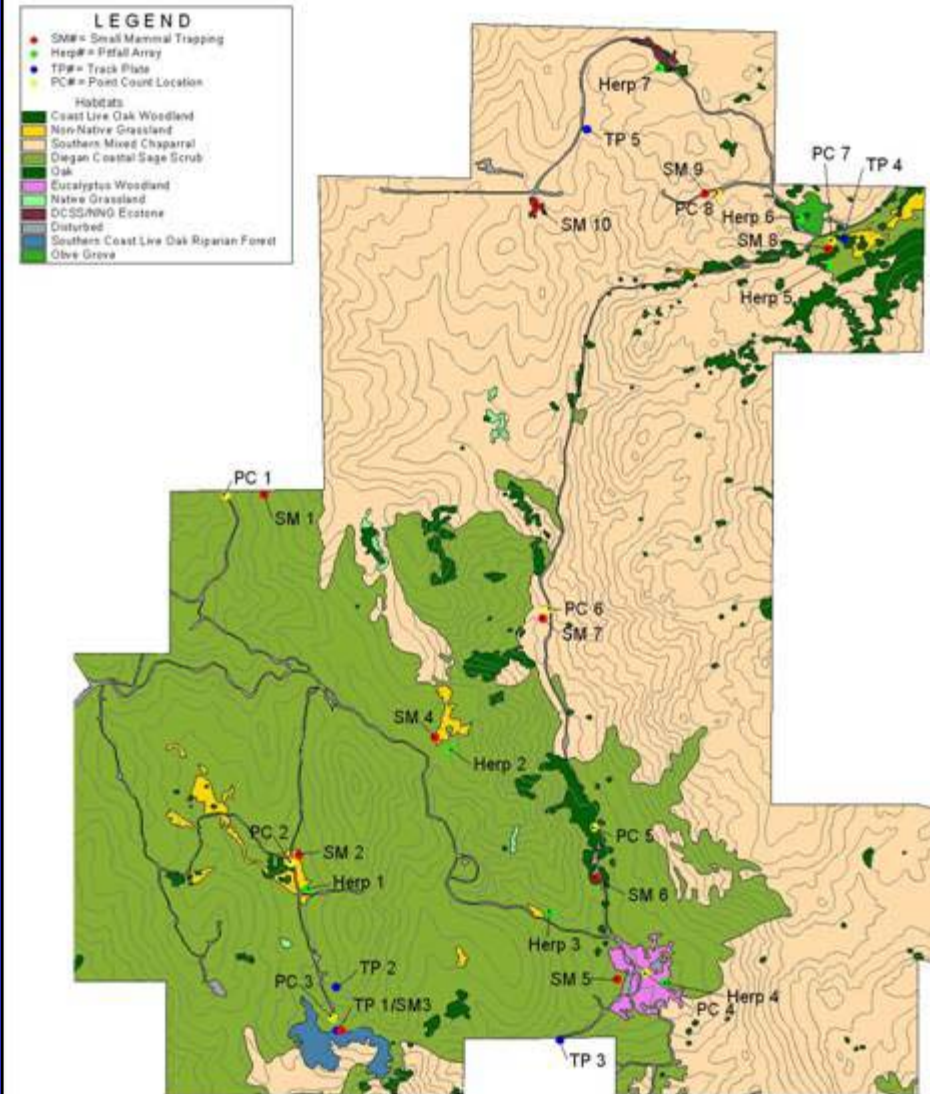 LEGEND
SM# = Small Mammal Trapping
Herp# = Pitfall Array
TP# = Track Plate
PC# = Point Count Location
Habitats
Coast Live Oak Woodland
Non-Native Grassland
Southern Mixed Chaparral
Diegan Coastal Sage Scrub
Oak
Eucalyptus Woodland
Native Grassland
DCSS/NNG Ecotone
Disturbed
Southern Coast Live Oak Riparian Forest
Olive Grove
Herp 7
TP 5
PC 7
TP 4
SM 9
PC 8
SM 10
Herp 6
SM 8
Herp 5
PC 1
SM 1
PC 6
SM 7
SM 4
Herp 2
PC 5
PC 2
SM 2
Herp 1
SM 6
Herp 3
TP 2
SM 5
PC 3
TP 1/SM3
Herp 4
PC 4
TP 3